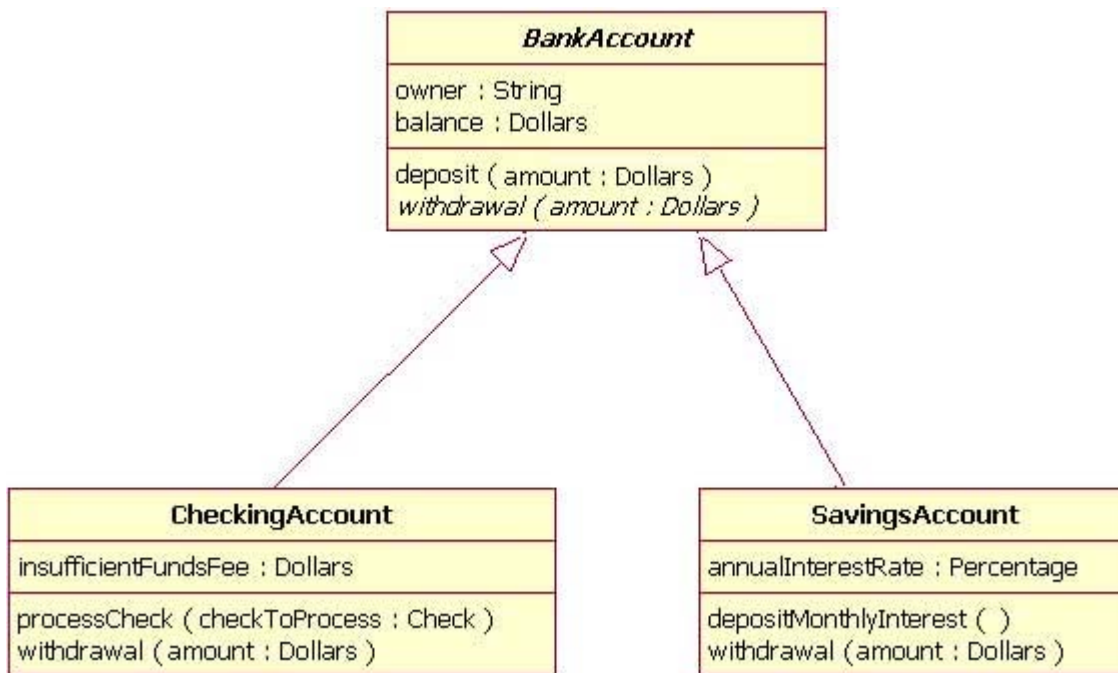 BankAccount
owner : String
balance : Dollars
deposit ( amount : Dollars )
withdrawal ( amount : Dollars )
CheckingAccount
insufficientFundsFee : Dollars
processCheck ( checkToProcess : Check )
withdrawal ( amount : Dollars )
SavingsAccount
annualInterestRate : Percentage
depositMonthlyInterest ( )
withdrawal ( amount : Dollars )